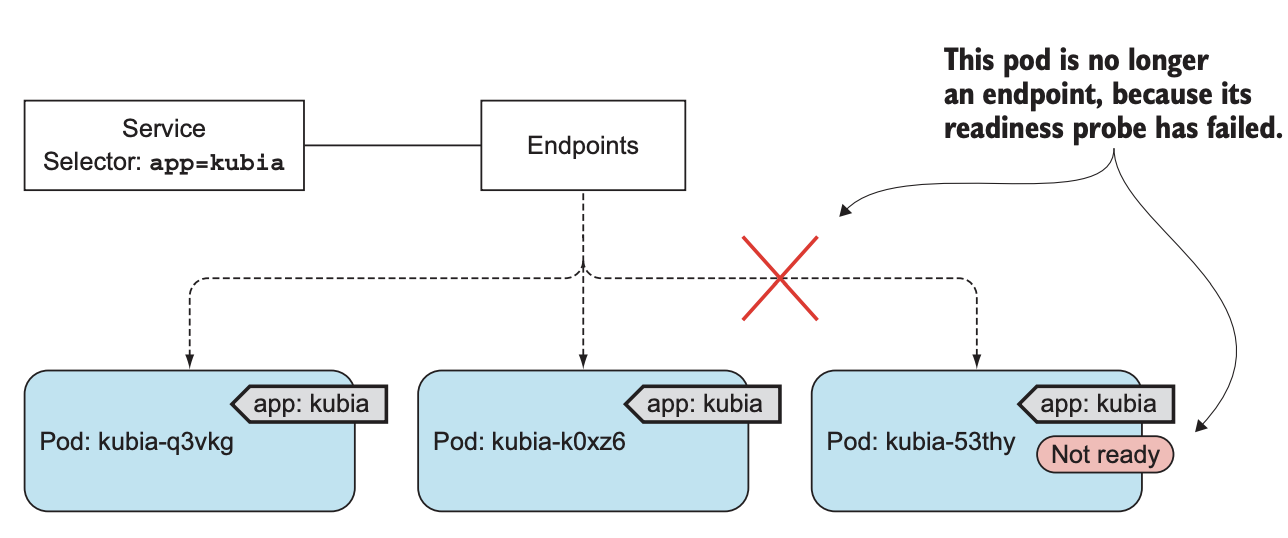 This pod is no longer
an endpoint, because its
readiness probe has failed.
Service
Selector: app=kubia
Endpoints
app: kubia
Pod: kubia-q3vkg
app: kubia
Pod: kubia-k0xz6
app: kubia
Pod: kubia-53thy
Not ready